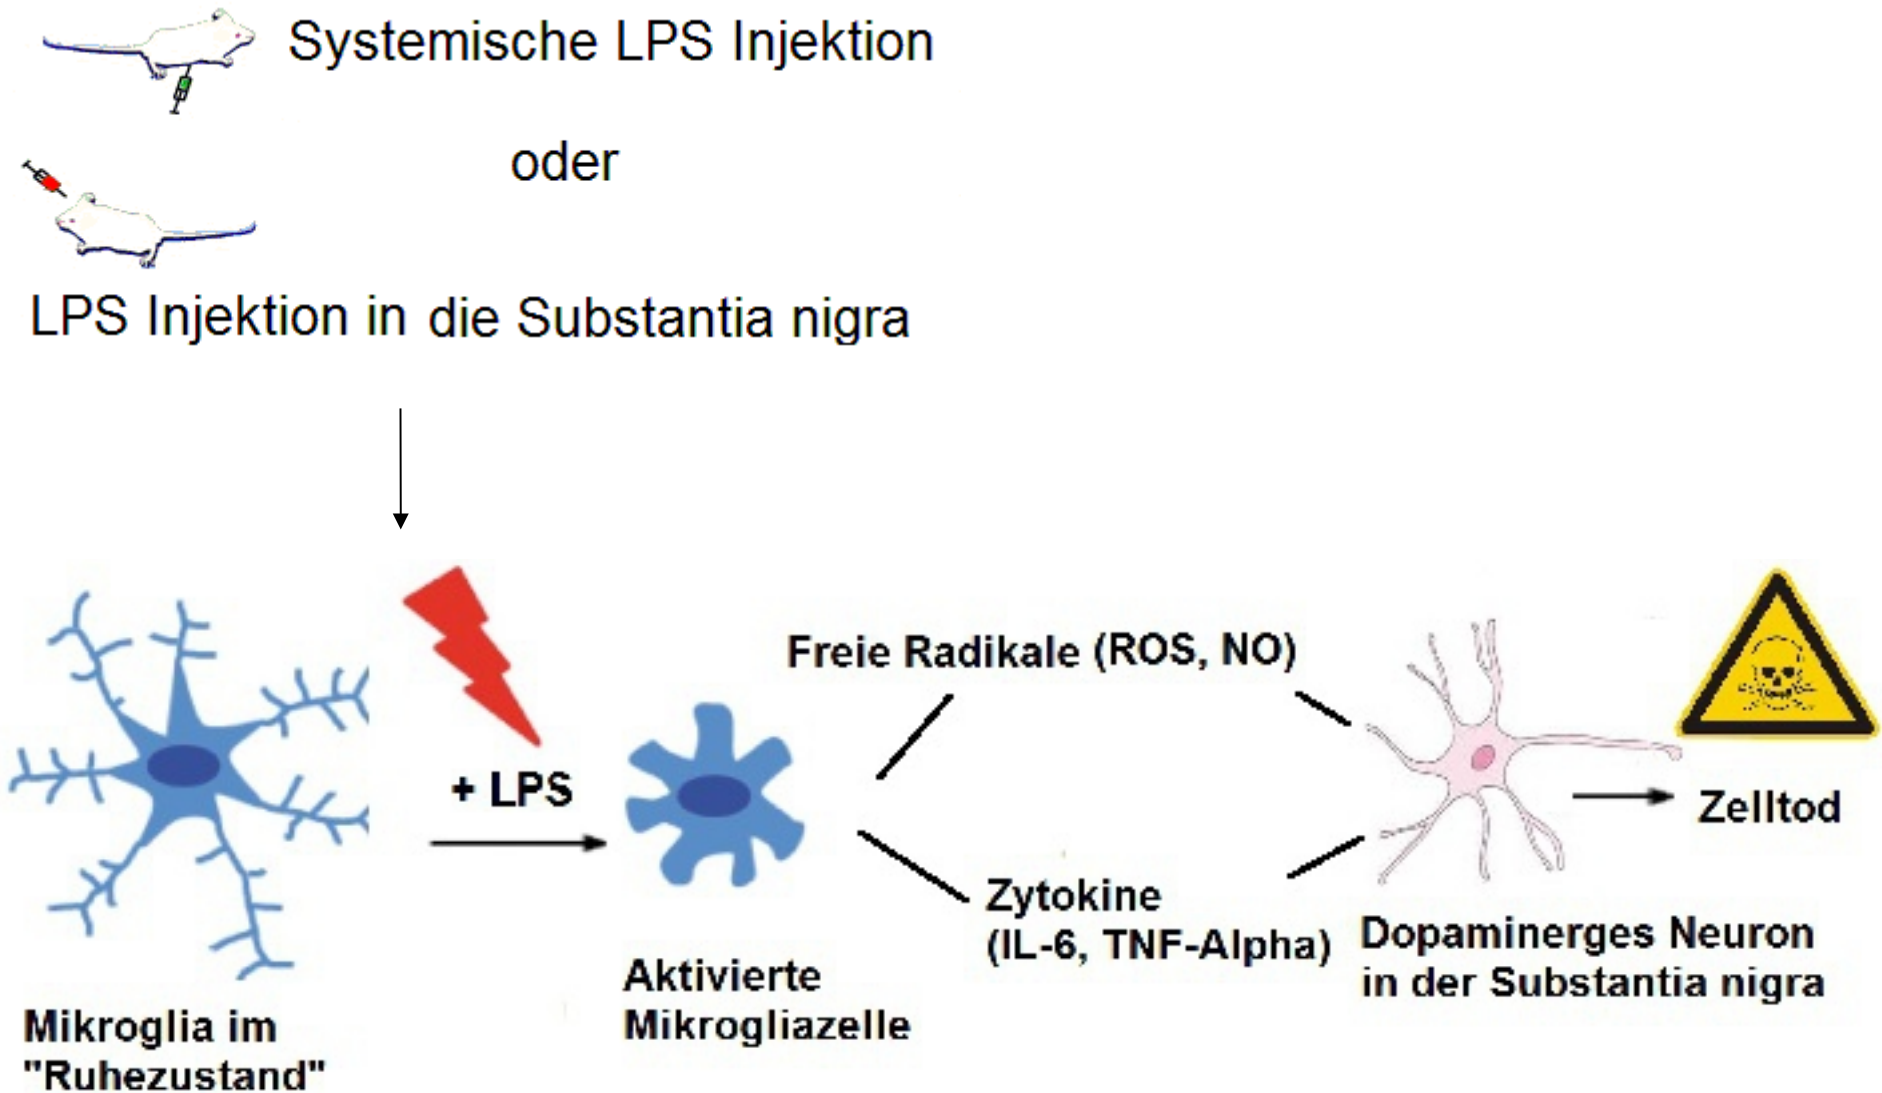 Systemische LPS Injektion
oder
LPS Injektion in die Substantia nigra
+ LPS
Freie Radikale (ROS, NO)
Zytokine
(IL-6, TNF-Alpha)
Zelltod
Dopaminerges Neuron
in der Substantia nigra
Aktivierte
Mikrogliazelle
Mikroglia im
"Ruhezustand"